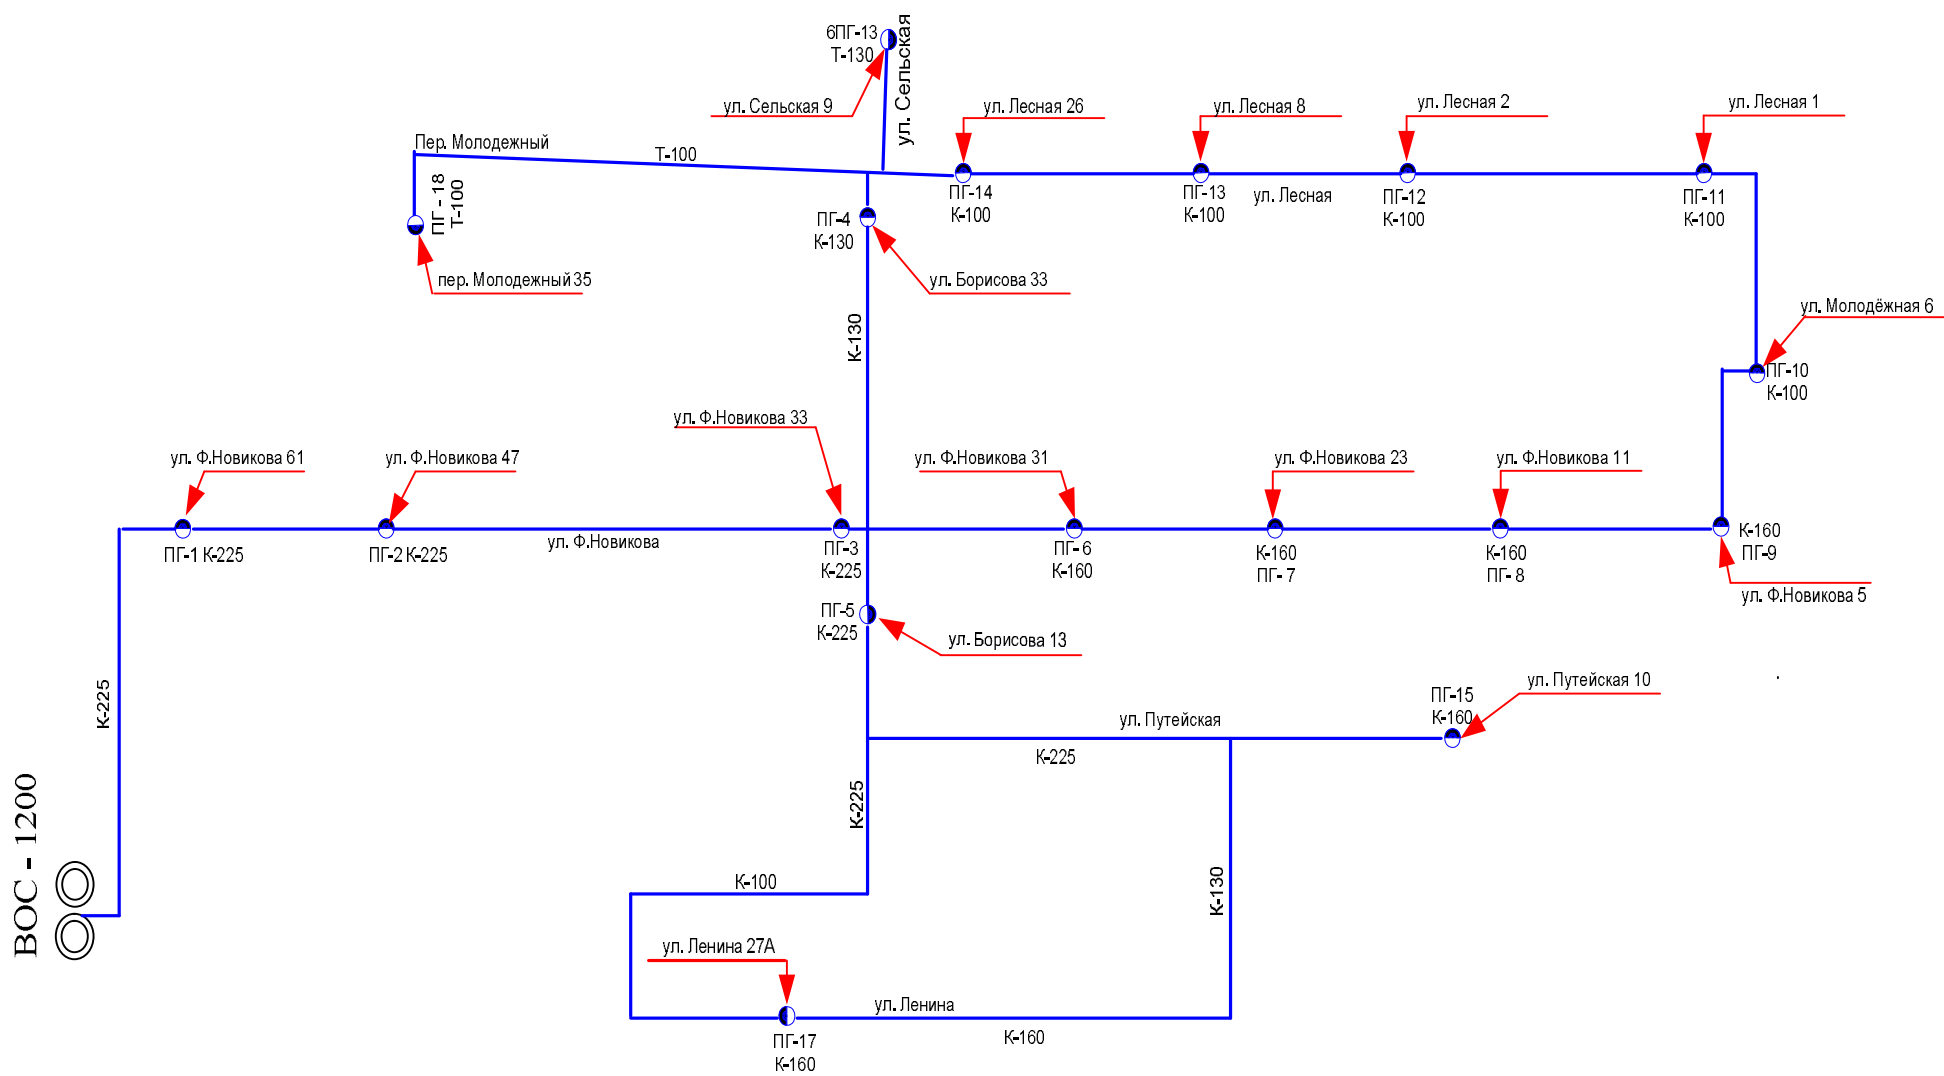 6ПГ-13
Т-130
ул. Сельская
ул. Сельская 9
ул. Лесная 26
ул. Лесная 8
ул. Лесная 2
ул. Лесная 1
Пер. Молодежный
Т-100
ПГ - 18
Т-100
ПГ-14
К-100
ПГ-13
К-100
ул. Лесная
ПГ-12
К-100
ПГ-11
К-100
ПГ-4
К-130
пер. Молодежный 35
ул. Борисова 33
ул. Молодёжная 6
К-130
ПГ-10
К-100
ул. Ф.Новикова 33
ул. Ф.Новикова 61
ул. Ф.Новикова 47
ул. Ф.Новикова 31
ул. Ф.Новикова 23
ул. Ф.Новикова 11
ПГ-1 К-225
ПГ-2 К-225
ул. Ф.Новикова
ПГ-3
К-225
ПГ-6
К-160
К-160
ПГ- 7
К-160
ПГ- 8
К-160
ПГ-9
ул. Ф.Новикова 5
ПГ-5
К-225
ул. Борисова 13
К-225
ПГ-15
К-160
ул. Путейская 10
ул. Путейская
К-225
К-225
ВОС - 1200
К-100
К-130
ул. Ленина 27А
ул. Ленина
К-160
ПГ-17
К-160